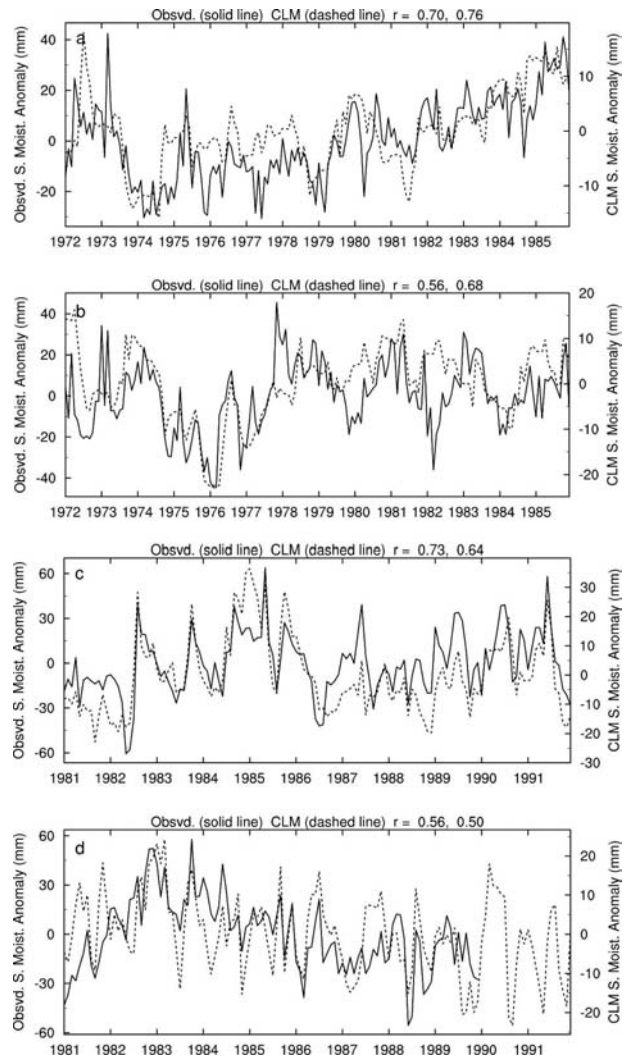 Obsvd. (solid line) CLM (dashed line) r = 0.70, 0.76
a
Obsvd. S. Moist. Anomaly (mm)
40
20
0
-20
CLM S. Moist. Anomaly (mm)
10
0
-10
1972 1973 1974 1975 1976 1977 1978 1979 1980 1981 1982 1983 1984 1985
Obsvd. (solid line) CLM (dashed line) r = 0.56, 0.68
b
Obsvd. S. Moist. Anomaly (mm)
40
20
0
-20
-40
CLM S. Moist. Anomaly (mm)
20
10
0
-10
-20
1972 1973 1974 1975 1976 1977 1978 1979 1980 1981 1982 1983 1984 1985
Obsvd. (solid line) CLM (dashed line) r = 0.73, 0.64
c
Obsvd. S. Moist. Anomaly (mm)
60
30
0
-30
-60
CLM S. Moist. Anomaly (mm)
30
20
10
0
-10
-20
-30
1981 1982 1983 1984 1985 1986 1987 1988 1989 1990 1991
Obsvd. (solid line) CLM (dashed line) r = 0.56, 0.50
d
Obsvd. S. Moist. Anomaly (mm)
60
30
0
-30
-60
CLM S. Moist. Anomaly (mm)
20
10
0
-10
-20
1981 1982 1983 1984 1985 1986 1987 1988 1989 1990 1991